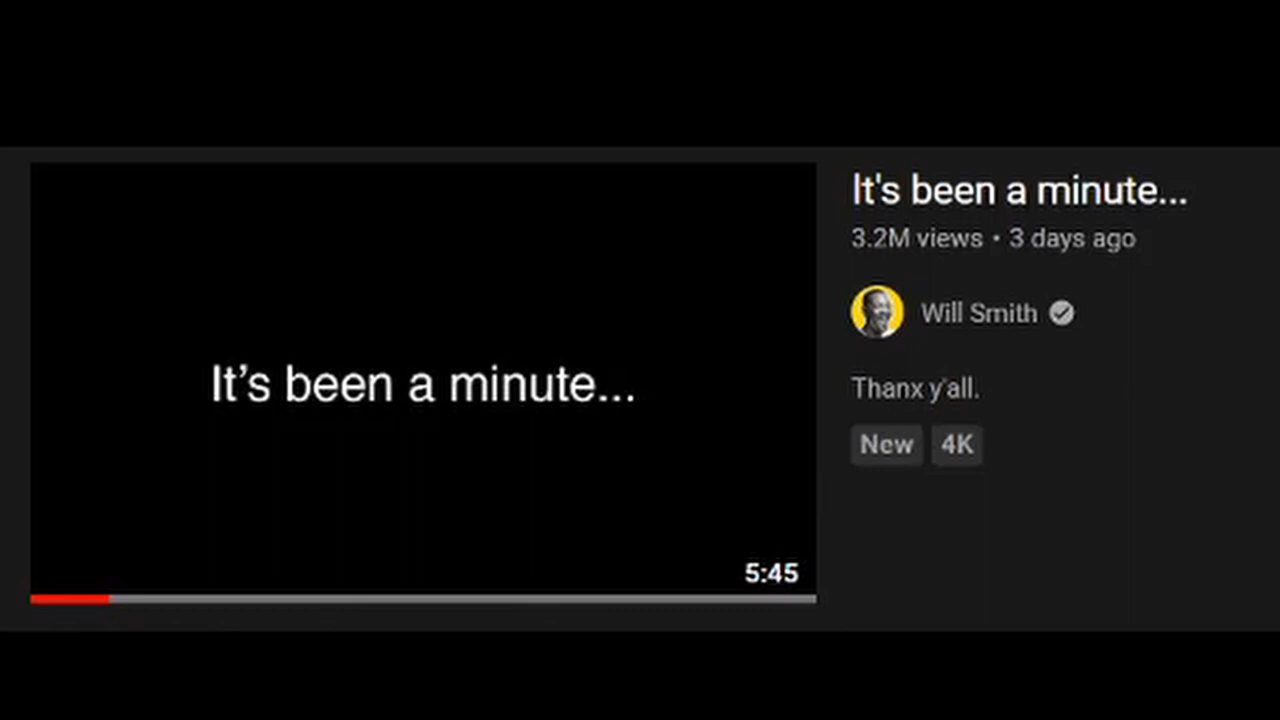 It’s been a minute...
5:45
It's been a minute...
3.2M views • 3 days ago
Will Smith
Thanx y'all.
New 4K